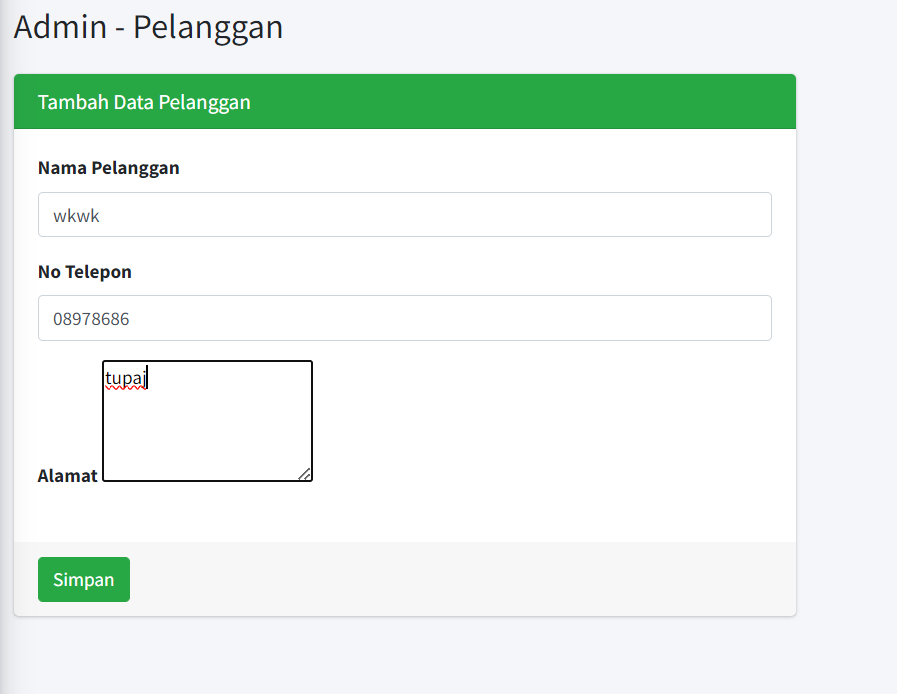 Admin - Pelanggan
Tambah Data Pelanggan
Nama Pelanggan
wkwk
No Telepon
08978686
tupai
Alamat
Simpan